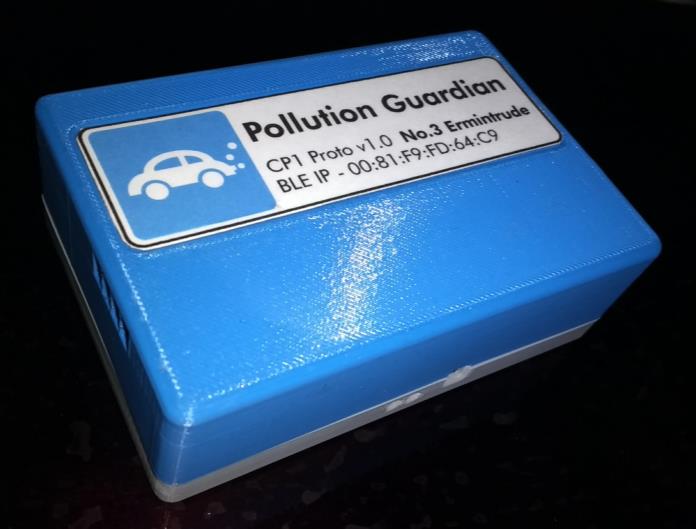 Pollution Guardian
CP1 Proto v1.0 No.3 Ermintrude
BLE IP - 00:81:F9:FD:64:C9